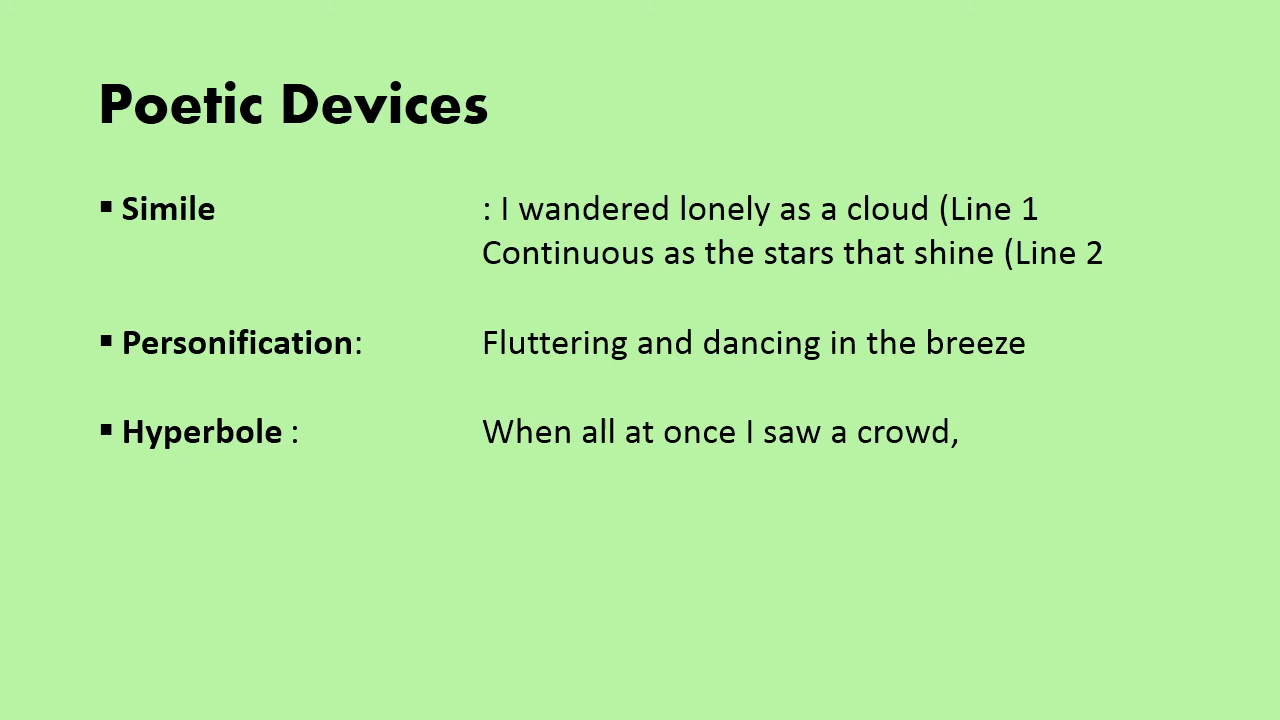 Poetic Devices
▪ Simile : I wandered lonely as a cloud (Line 1
Continuous as the stars that shine (Line 2
▪ Personification: Fluttering and dancing in the breeze
▪ Hyperbole : When all at once I saw a crowd,